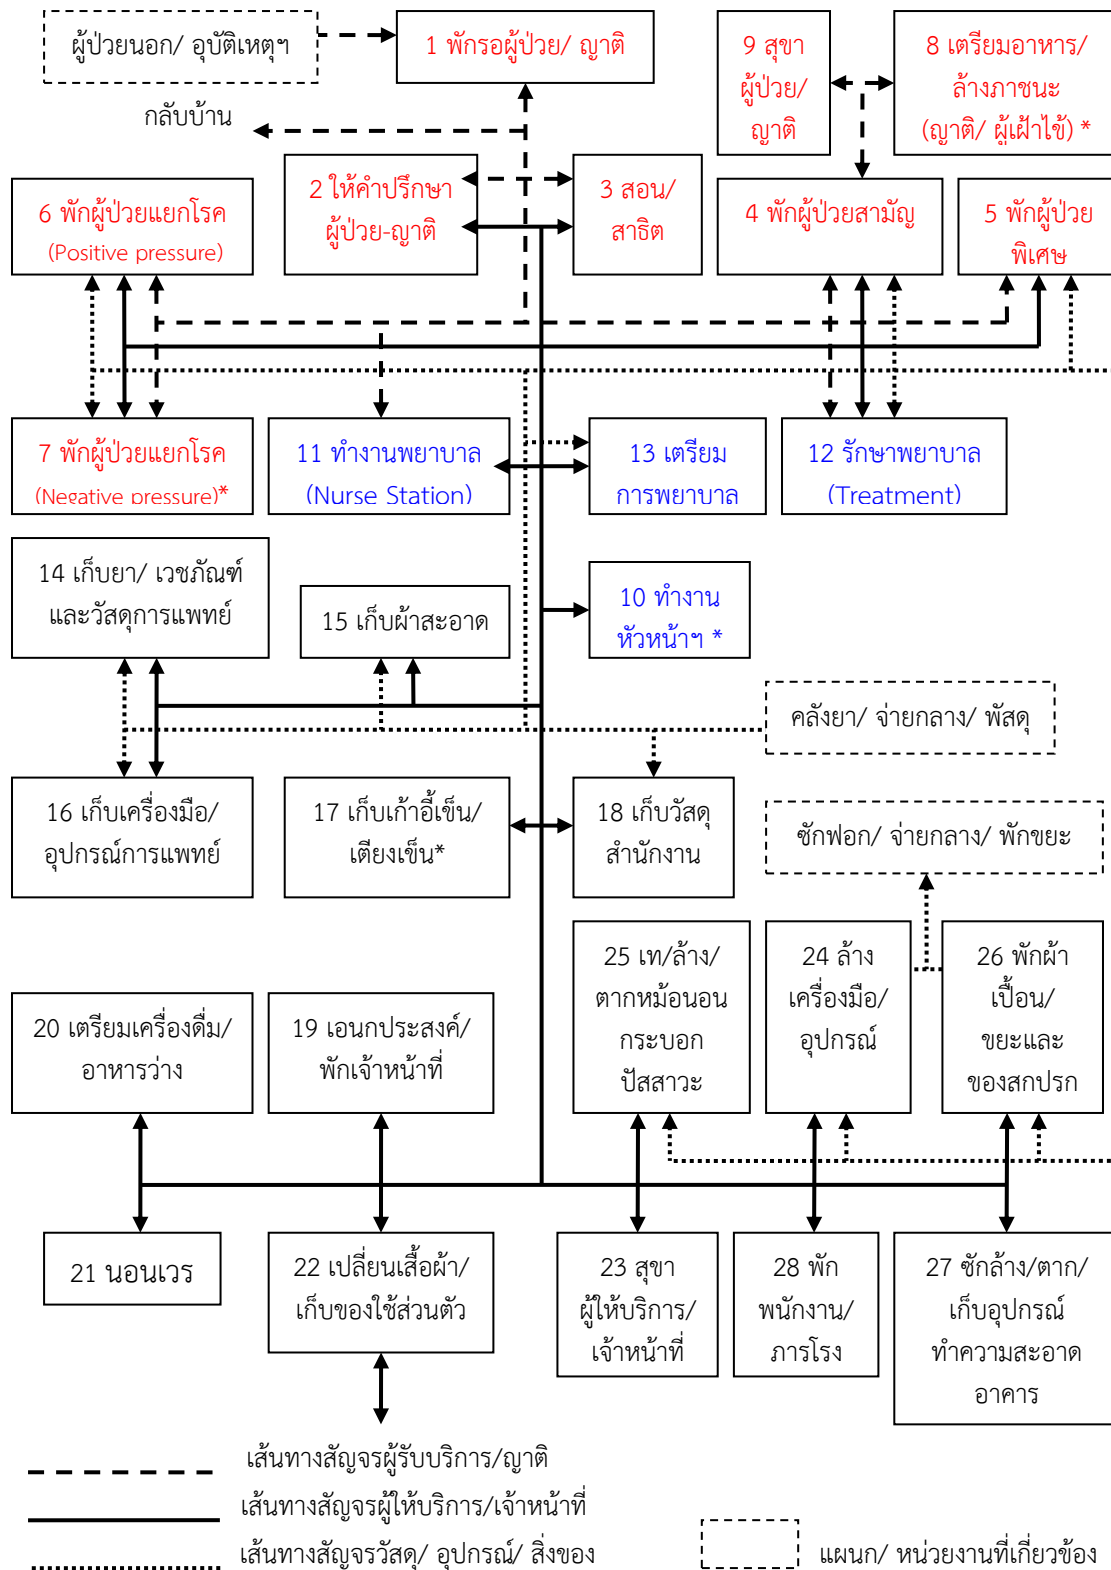 ผู้ป่วยนอก/ อุบัติเหตุฯ
1 พักรอผู้ป่วย/ ญาติ
9 สุขา
ผู้ป่วย/
ญาติ
8 เตรียมอาหาร/
ล้างภาชนะ
(ญาติ/ ผู้เฝ้าไข้) *
กลับบ้าน
6 พักผู้ป่วยแยกโรค
(Positive pressure)
2 ให้คำปรึกษา
ผู้ป่วย-ญาติ
3 สอน/
สาธิต
4 พักผู้ป่วยสามัญ
5 พักผู้ป่วย
พิเศษ
7 พักผู้ป่วยแยกโรค
(Negative pressure)*
11 ทำงานพยาบาล
(Nurse Station)
13 เตรียม
การพยาบาล
12 รักษาพยาบาล
(Treatment)
14 เก็บยา/ เวชภัณฑ์
และวัสดุการแพทย์
15 เก็บผ้าสะอาด
10 ทำงาน
หัวหน้าฯ *
คลังยา/ จ่ายกลาง/ พัสดุ
16 เก็บเครื่องมือ/
อุปกรณ์การแพทย์
17 เก็บเก้าอี้เข็น/
เตียงเข็น*
18 เก็บวัสดุ
สำนักงาน
ซักฟอก/ จ่ายกลาง/ พักขยะ
25 เท/ล้าง/
ตากหม้อนอน
กระบอก
ปัสสาวะ
24 ล้าง
เครื่องมือ/
อุปกรณ์
26 พักผ้า
เปื้อน/
ขยะและ
ของสกปรก
20 เตรียมเครื่องดื่ม/
อาหารว่าง
19 เอนกประสงค์/
พักเจ้าหน้าที่
21 นอนเวร
22 เปลี่ยนเสื้อผ้า/
เก็บของใช้ส่วนตัว
23 สุขา
ผู้ให้บริการ/
เจ้าหน้าที่
28 พัก
พนักงาน/
ภารโรง
27 ซักล้าง/ตาก/
เก็บอุปกรณ์
ทำความสะอาด
อาคาร
เส้นทางสัญจรผู้รับบริการ/ญาติ
เส้นทางสัญจรผู้ให้บริการ/เจ้าหน้าที่
เส้นทางสัญจรวัสดุ/ อุปกรณ์/ สิ่งของ
แผนก/ หน่วยงานที่เกี่ยวข้อง